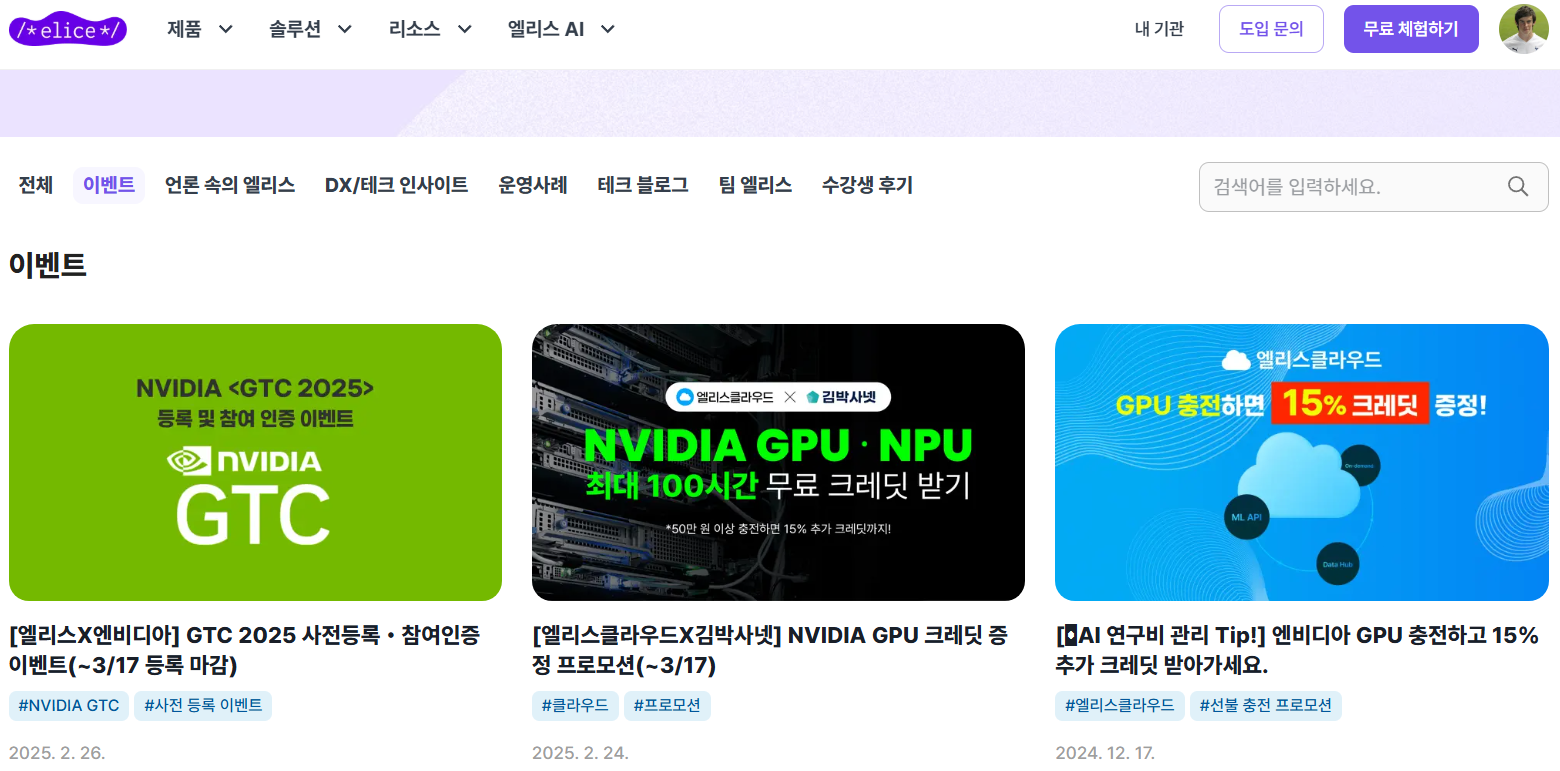 /*elice*/ 제품 솔루션 리소스 엘리스 AI 내 기관 도입 문의 무료 체험하기
전체 이벤트 언론 속의 엘리스 DX/테크 인사이트 운영사례 테크 블로그 팀 엘리스 수강생 후기 검색어를 입력하세요.
이벤트
NVIDIA <GTC 2025>
등록 및 참여 인증 이벤트
NVIDIA
GTC
[엘리스X엔비디아] GTC 2025 사전등록・참여인증
이벤트(~3/17 등록 마감)
#NVIDIA GTC #사전 등록 이벤트
2025. 2. 26.
엘리스클라우드 X 김박사넷
NVIDIA GPU · NPU
최대 100시간 무료 크레딧 받기
*50만 원 이상 충전하면 15% 추가 크레딧까지!
[엘리스클라우드X김박사넷] NVIDIA GPU 크레딧 증
정 프로모션(~3/17)
#클라우드 #프로모션
2025. 2. 24.
엘리스클라우드
GPU 충전하면 15% 크레딧 증정!
On-demand
ML API
Data Hub
[AI 연구비 관리 Tip!] 엔비디아 GPU 충전하고 15%
추가 크레딧 받아가세요.
#엘리스클라우드 #선불 충전 프로모션
2024. 12. 17.